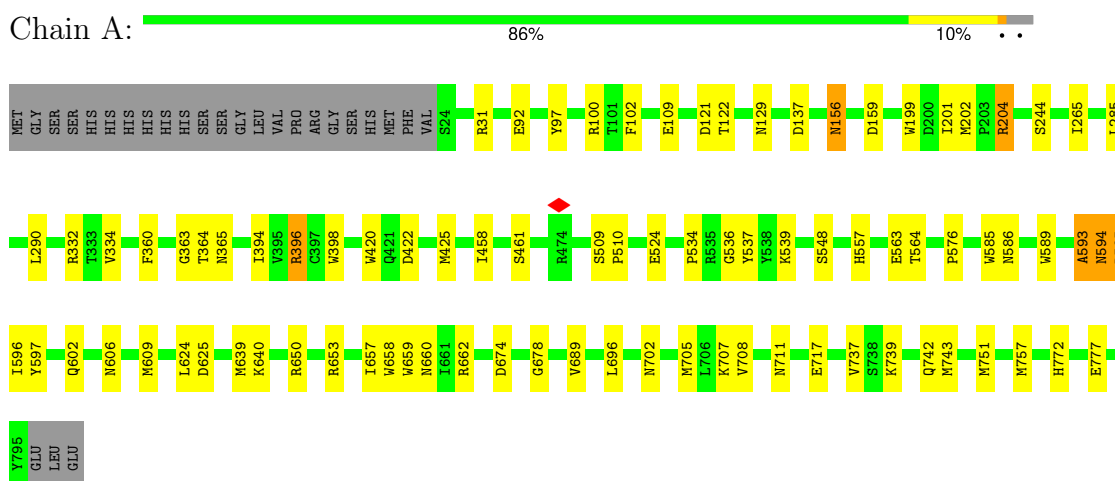 Chain A:
86% 10% • •
MET GLY SER SER HIS HIS HIS HIS HIS HIS SER SER GLY LEU VAL PRO ARG GLY SER HIS MET PHE VAL S24 R31 E92 Y97 R100 T101 F102 E109 D121 T122 N129 D137 N156 D159 W199 D200 I201 M202 P203 R204 S244 I265 L285
L290 R332 T333 V334 F360 G363 T364 N365 I394 V395 R396 C397 W398 W420 Q421 D422 M425 I458 S461 R474 S509 P510 E524 P534 R535 G536 Y537 Y538 K539 S548 H557 E563 T564 P576 W585 N586 W589 A593 N594
I596 Y597 Q602 N606 M609 L624 D625 M639 K640 R650 R653 I657 W658 W659 N660 I661 R662 D674 G678 V689 L696 N702 M705 L706 K707 V708 N711 E717 V737 S738 K739 Q742 M743 M751 M757 H772 E777
Y795 GLU LEU GLU